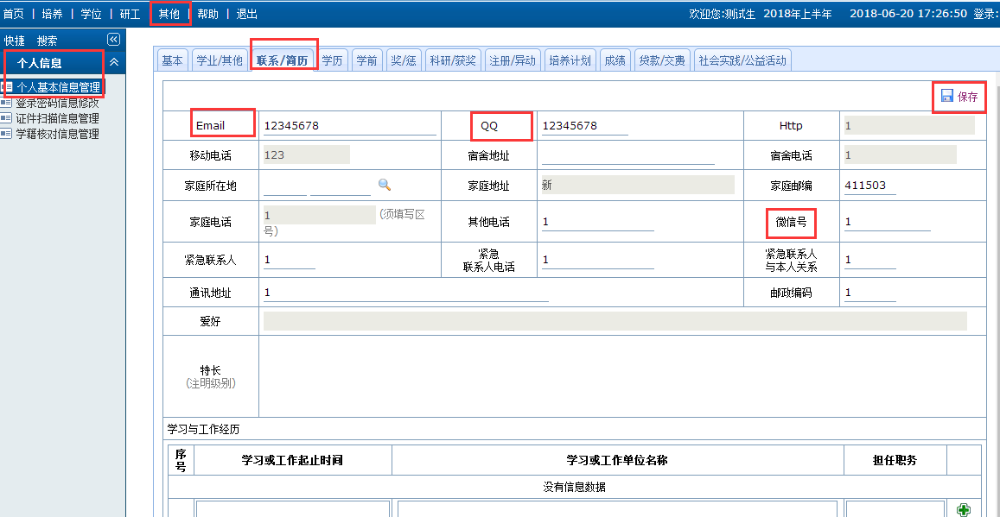 首页 | 培养 | 学位 | 研工 | 其他 | 帮助 | 退出
欢迎您:测试生 2018年上半年 2018-06-20 17:26:50 登录:
快捷 搜索
个人信息
个人基本信息管理
登录密码信息修改
证件扫描信息管理
学籍核对信息管理
基本 学业/其他 联系/简历 学历 学前 奖/惩 科研/获奖 注册/异动 培养计划 成绩 贷款/交费 社会实践/公益活动
保存
Email 12345678 QQ 12345678 Http 1
移动电话 123 宿舍地址 宿舍电话 1
家庭所在地 家庭地址 新 家庭邮编 411503
家庭电话 1 (须填写区
号) 其他电话 1 微信号 1
紧急联系人 1 紧急
联系人电话 1 紧急联系人
与本人关系 1
通讯地址 1 邮政编码 1
爱好
特长
(注明级别)
学习与工作经历
序
号 学习或工作起止时间 学习或工作单位名称 担任职务
没有信息数据